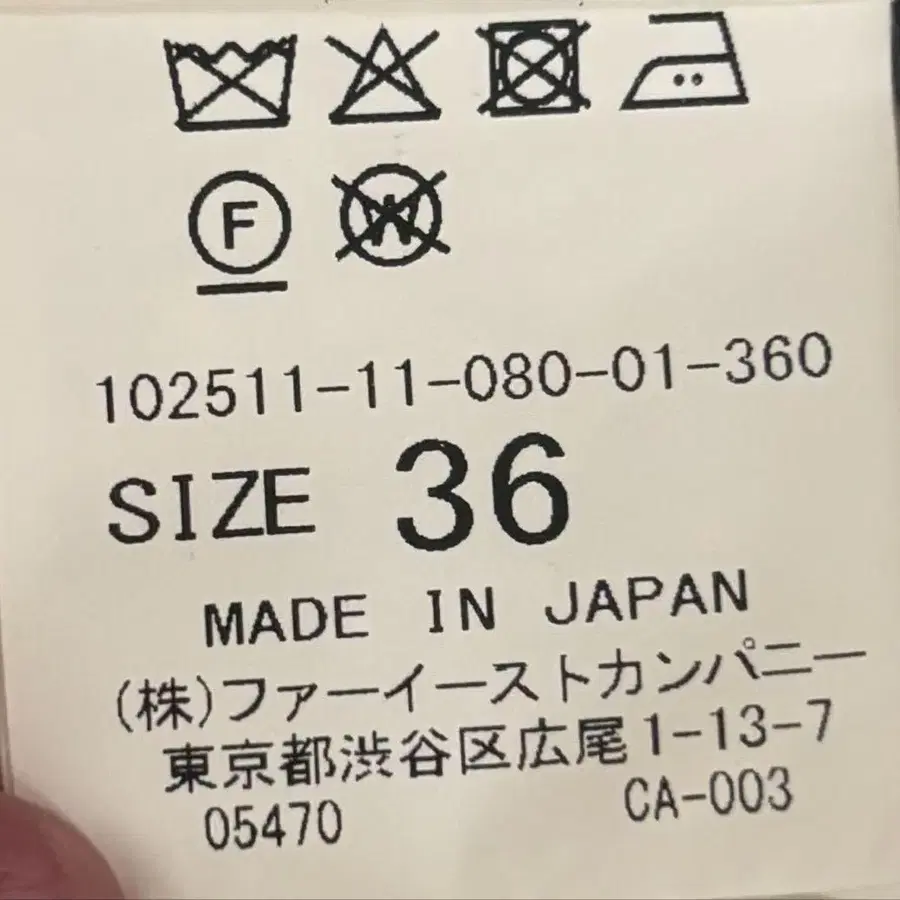 F W
102511-11-080-01-360
SIZE 36
MADE IN JAPAN
(株)ファーイーストカンパニー
東京都渋谷区広尾1-13-7
05470 CA-003